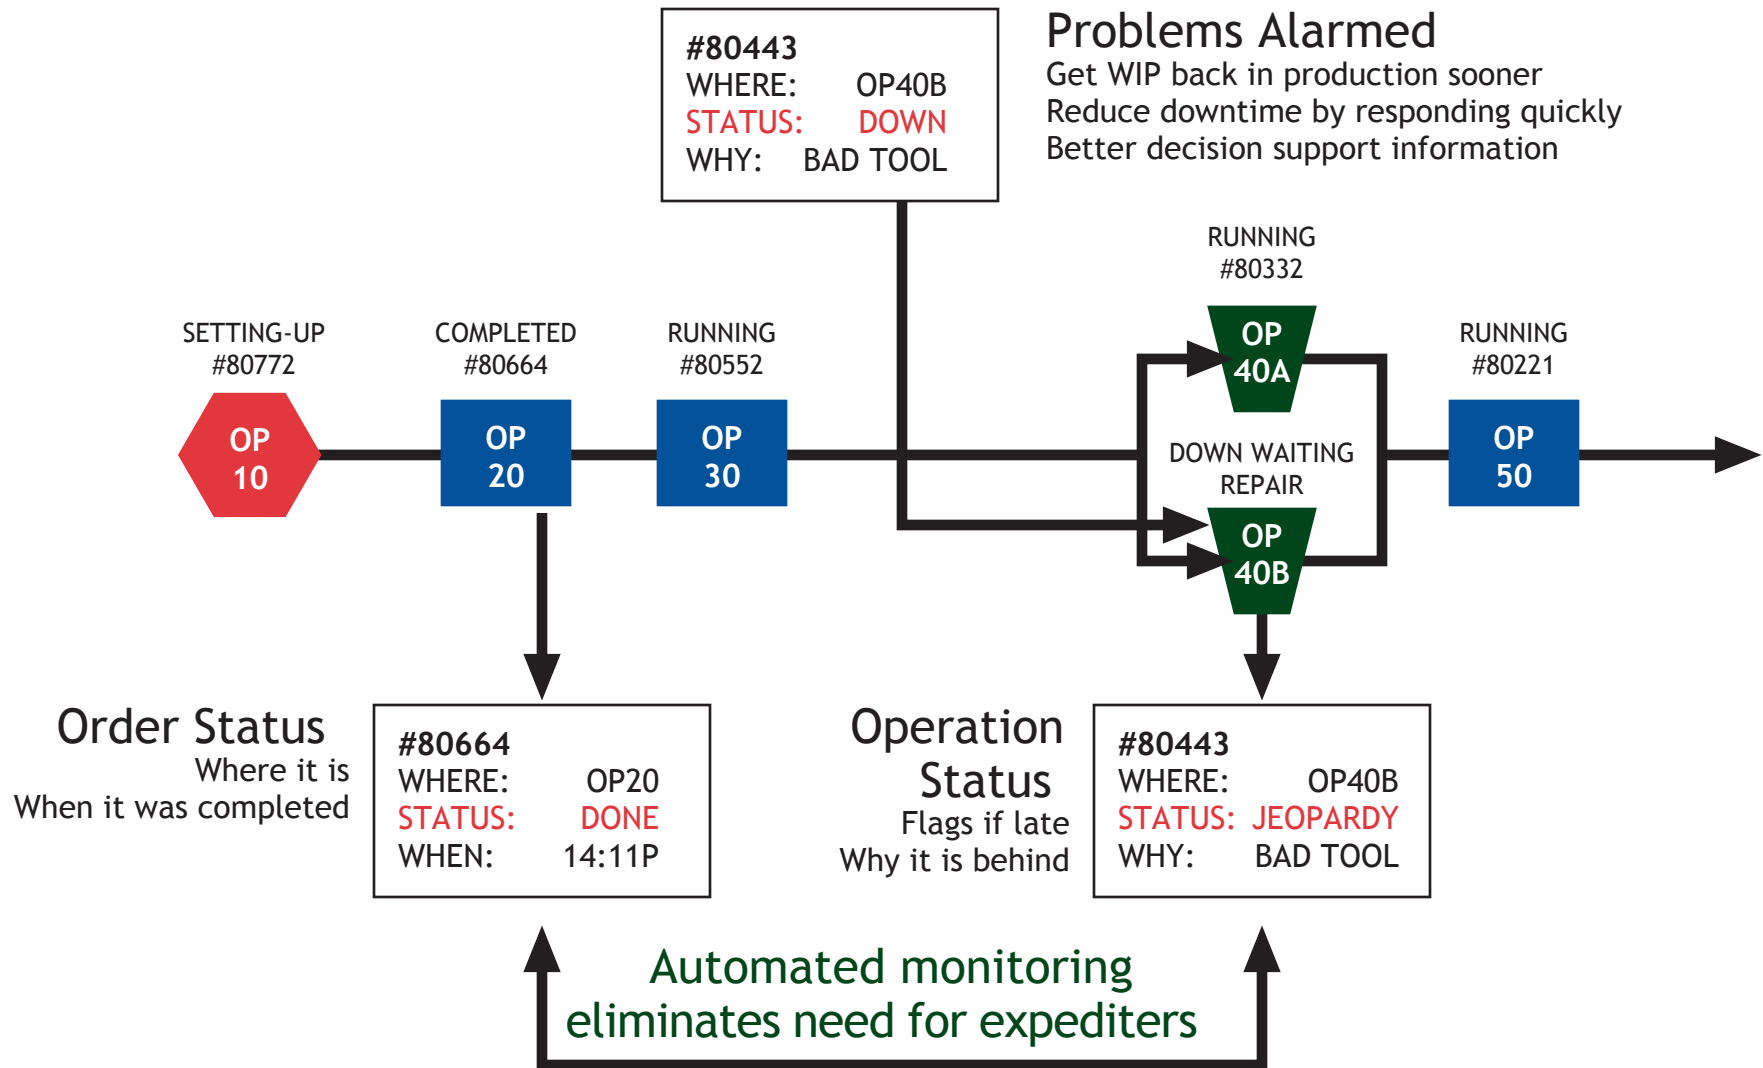 #80443
WHERE: OP40B
STATUS: DOWN
WHY: BAD TOOL
Problems Alarmed
Get WIP back in production sooner
Reduce downtime by responding quickly
Better decision support information
RUNNING
#80332
SETTING-UP
#80772
COMPLETED
#80664
RUNNING
#80552
RUNNING
#80221
OP
10
OP
20
OP
30
OP
40A
DOWN WAITING
REPAIR
OP
40B
OP
50
Order Status
Where it is
When it was completed
#80664
WHERE: OP20
STATUS: DONE
WHEN: 14:11P
Operation
Status
Flags if late
Why it is behind
#80443
WHERE: OP40B
STATUS: JEOPARDY
WHY: BAD TOOL
Automated monitoring
eliminates need for expediters